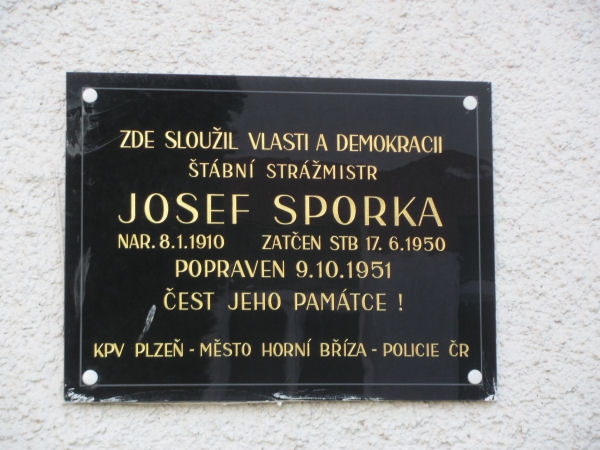 ZDE SLOUŽIL VLASTI A DEMOKRACII
ŠTÁBNÍ STRÁŽMISTR
JOSEF SPORKA
NAR. 8.1.1910 ZATČEN STB 17. 6.1950
POPRAVEN 9.10.1951
ČEST JEHO PAMÁTCE !
KPV PLZEŇ - MĚSTO HORNÍ BŘÍZA - POLICIE ČR